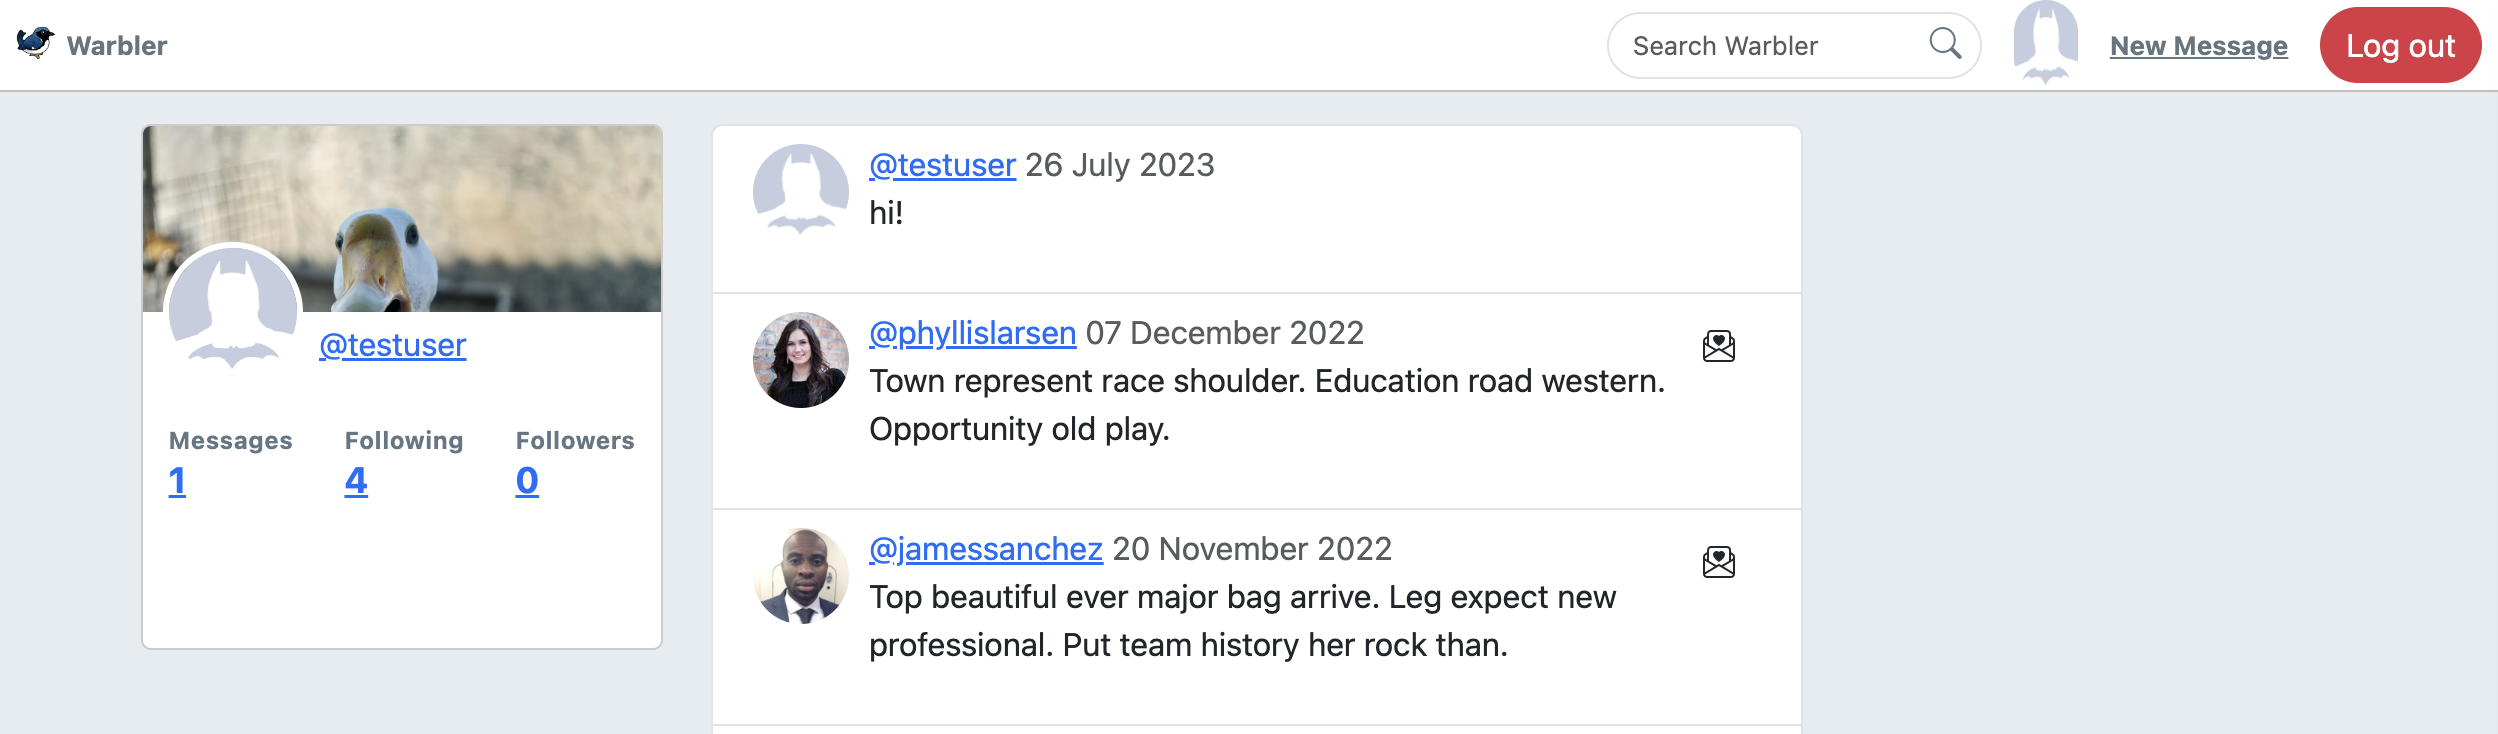 Warbler
Search Warbler
New Message
Log out
@testuser
Messages
Following
Followers
1
4
0
@testuser 26 July 2023
hi!
@phyllislarsen 07 December 2022
Town represent race shoulder. Education road western.
Opportunity old play.
@jamessanchez 20 November 2022
Top beautiful ever major bag arrive. Leg expect new
professional. Put team history her rock than.